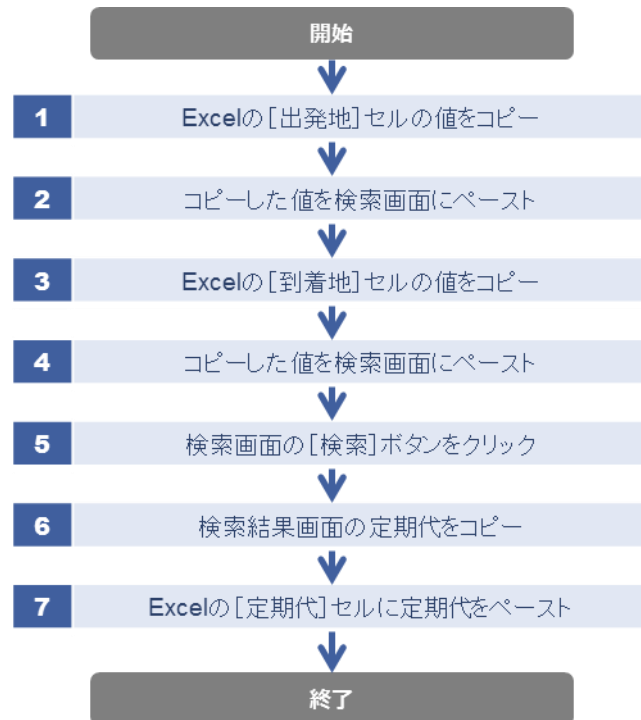 開始
1 Excelの[出発地]セルの値をコピー
2 コピーした値を検索画面にペースト
3 Excelの[到着地]セルの値をコピー
4 コピーした値を検索画面にペースト
5 検索画面の[検索]ボタンをクリック
6 検索結果画面の定期代をコピー
7 Excelの[定期代]セルに定期代をペースト
終了